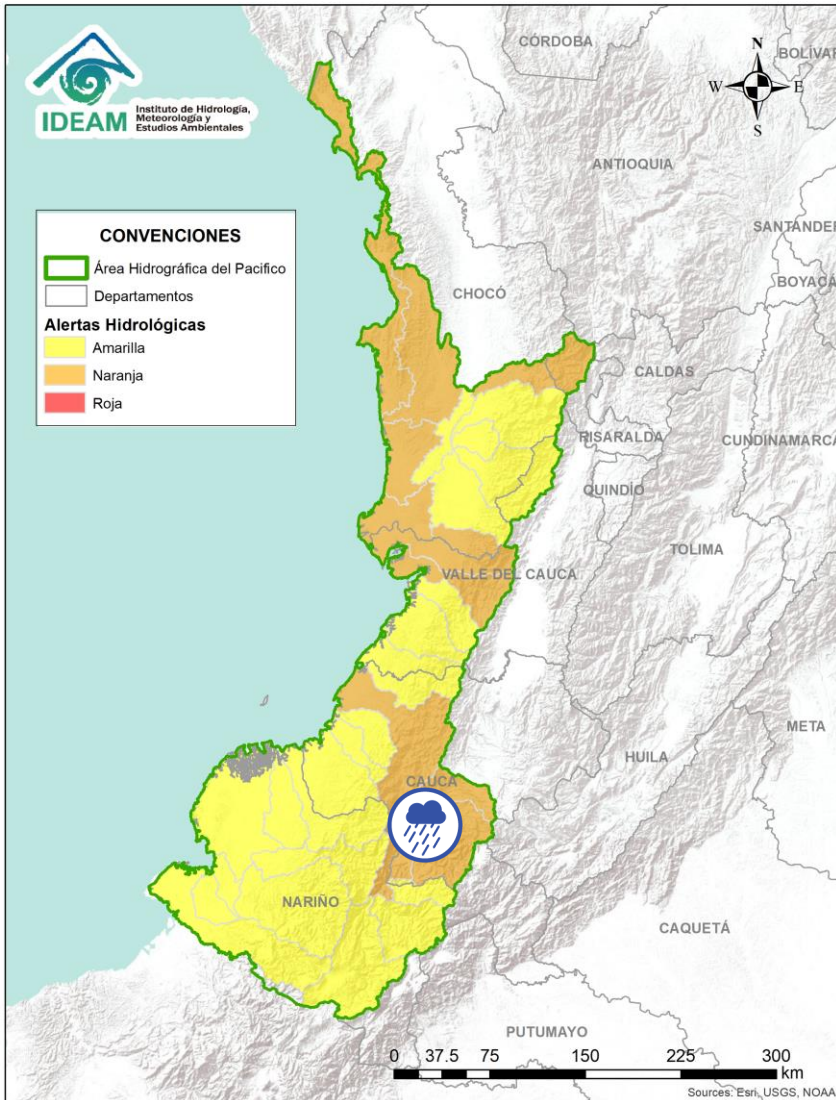 IDEAM
Instituto de Hidrología,
Meteorología y
Estudios Ambientales
CÓRDOBA
BOLÍVAR
N
W
E
S
ANTIOQUIA
SANTANDER
BOYACÁ
CONVENCIONES
Área Hidrográfica del Pacifico
Departamentos
Alertas Hidrológicas
Amarilla
Naranja
Roja
CHOCÓ
CALDAS
RISARALDA
CUNDINAMARCA
QUINDÍO
TOLIMA
VALLE DEL CAUCA
META
HUILA
CAUCA
NARIÑO
CAQUETÁ
PUTUMAYO
0 37.5 75 150 225 300
km
Sources: Esri, USGS, NOAA